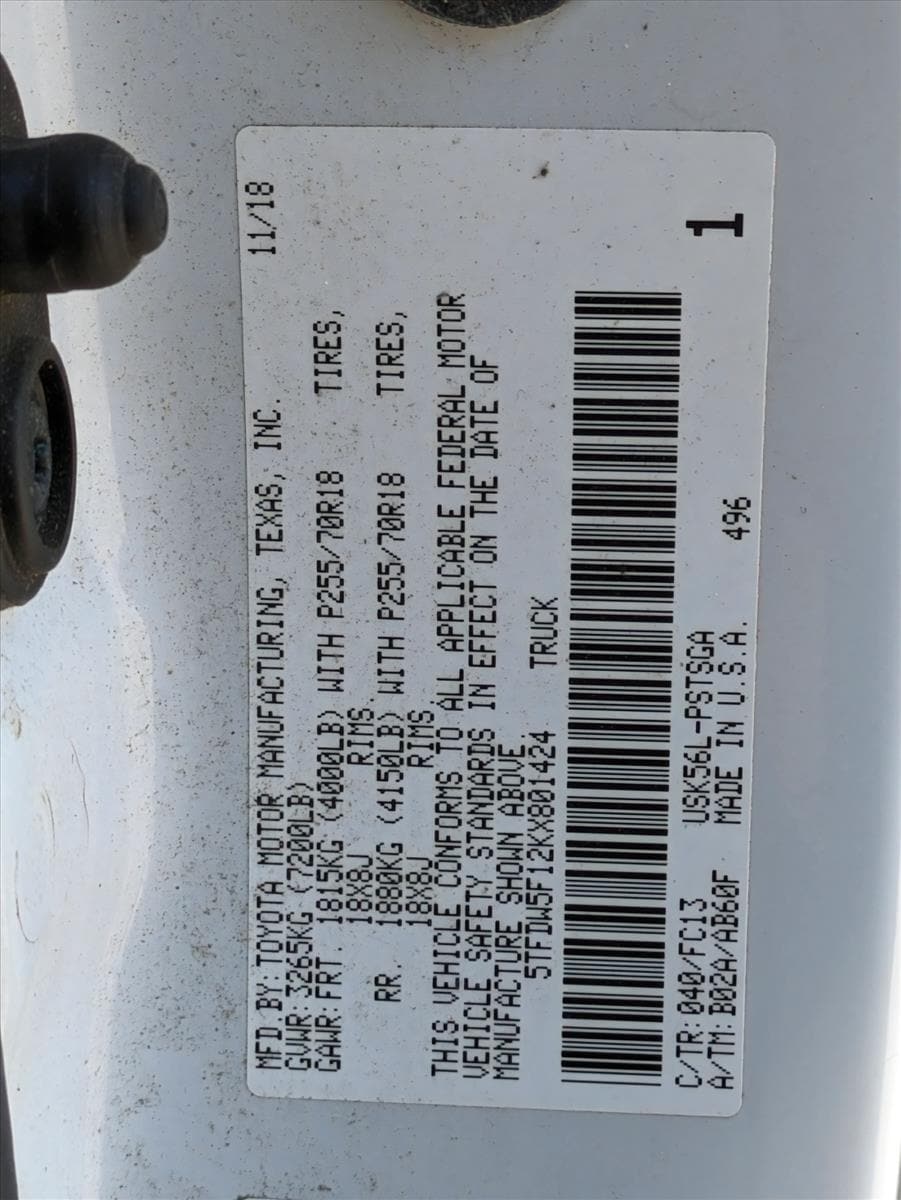 MFD BY:TOYOTA MOTOR MANUFACTURING, TEXAS, INC. 11/18
GVWR:3265KG (7200LB)
GAWR:FRT. 1815KG (4000LB) WITH P255/70R18 TIRES,
18X8J RIMS
RR. 1880KG (4150LB) WITH P255/70R18 TIRES,
18X8J RIMS
THIS VEHICLE CONFORMS TO ALL APPLICABLE FEDERAL MOTOR
VEHICLE SAFETY STANDARDS IN EFFECT ON THE DATE OF
MANUFACTURE SHOWN ABOVE
5TFDW5F12KX801424 TRUCK
1
C/TR:040/FC13 USK56L-PSTSGA
A/TM:B02A/AB60F MADE IN U.S.A. 496